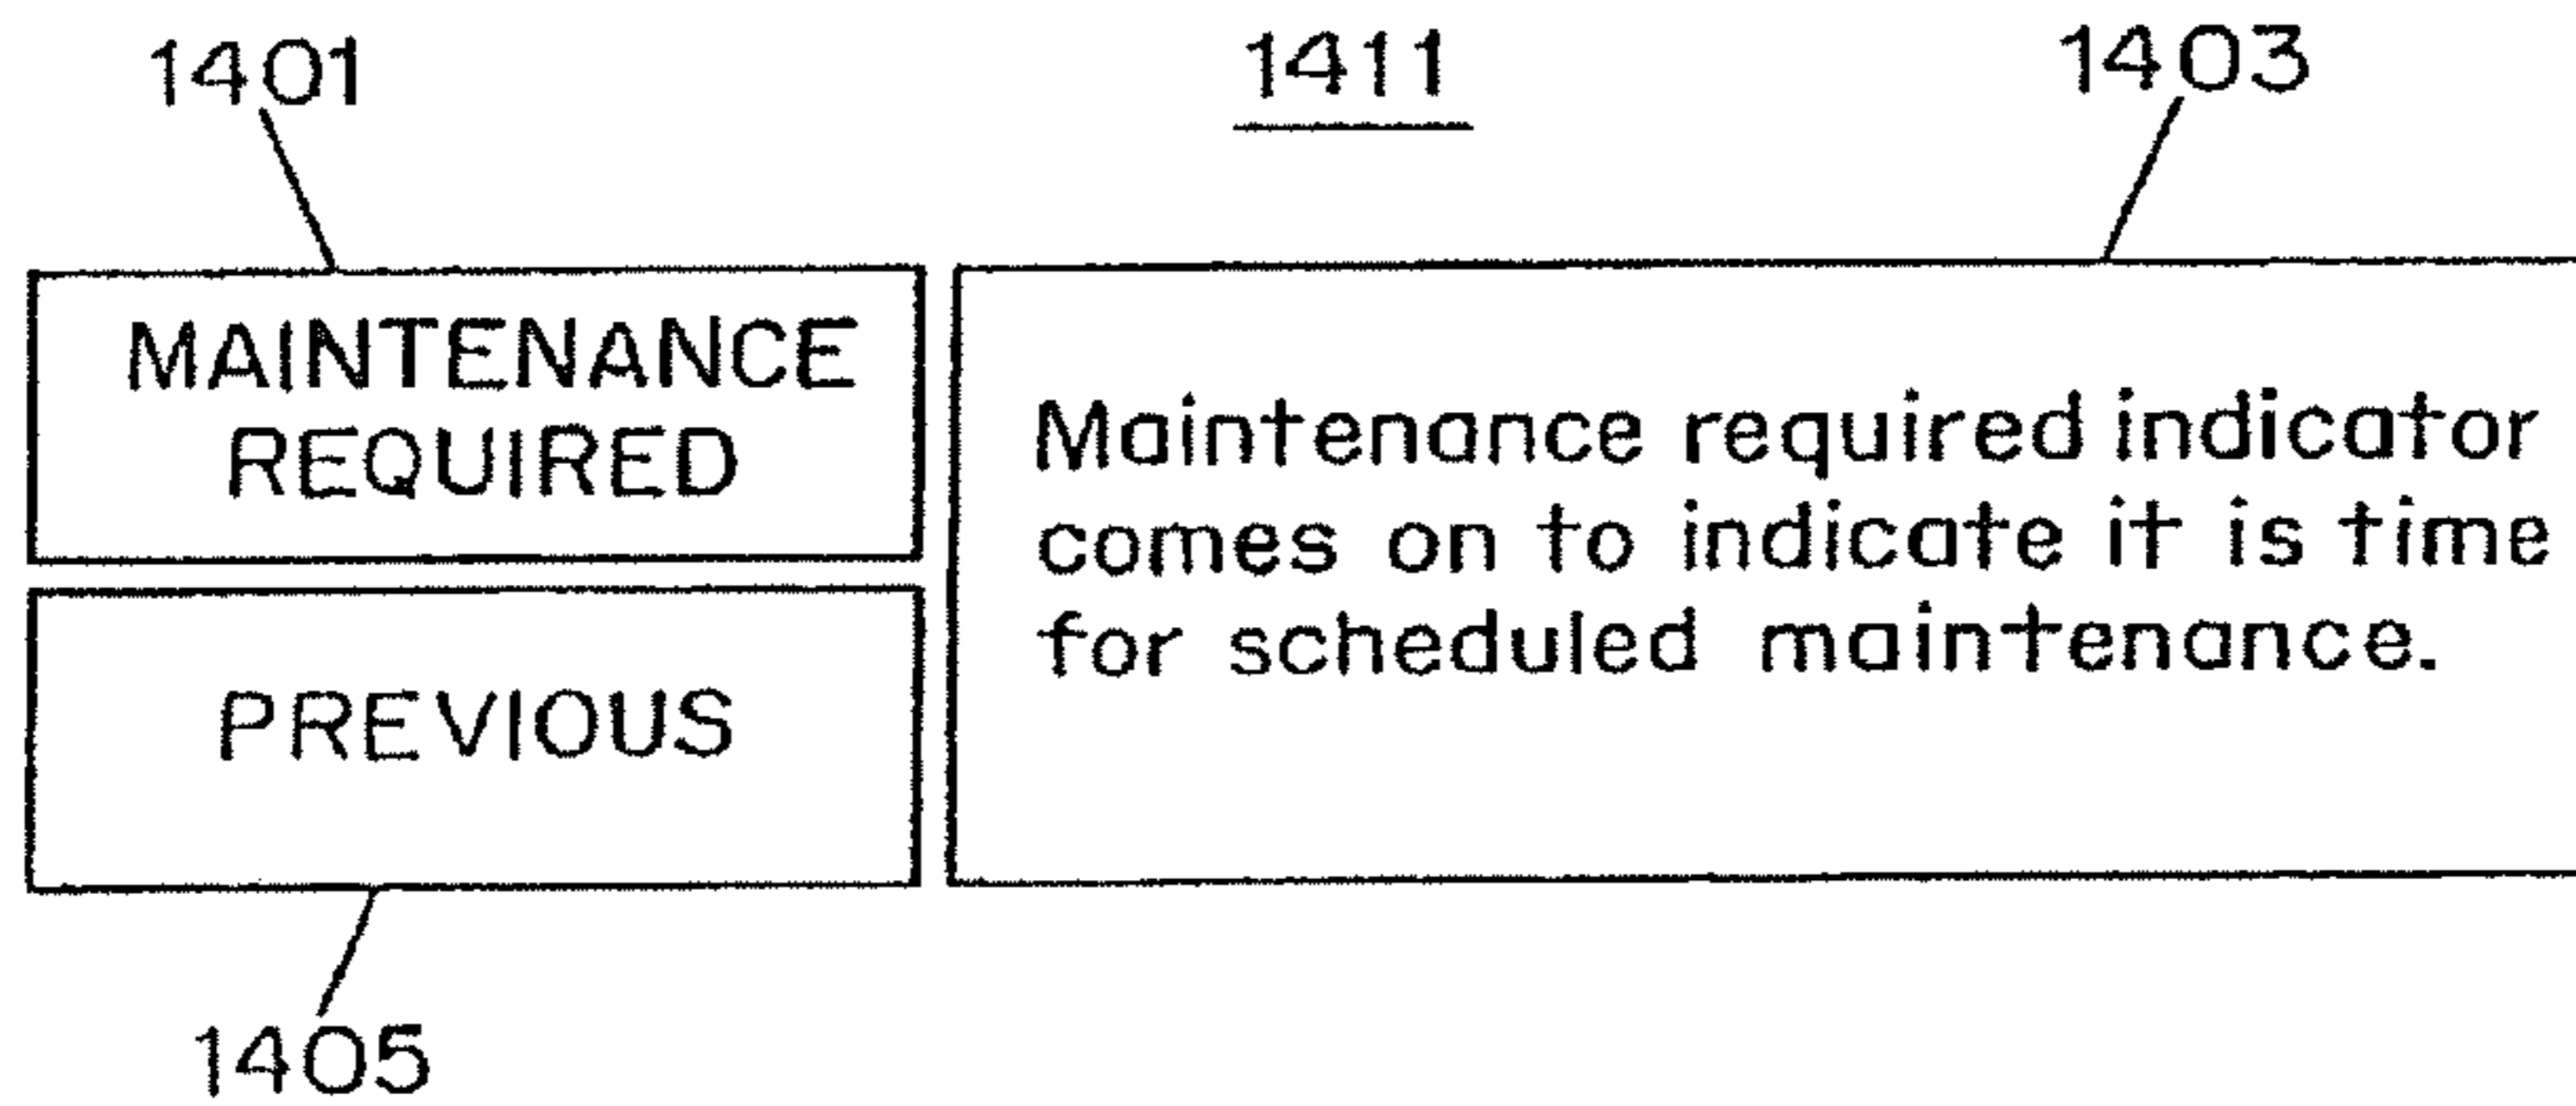 1401
1411
1403
MAINTENANCE
REQUIRED
Maintenance required indicator
comes on to indicate it is time
for scheduled maintenance.
PREVIOUS
1405